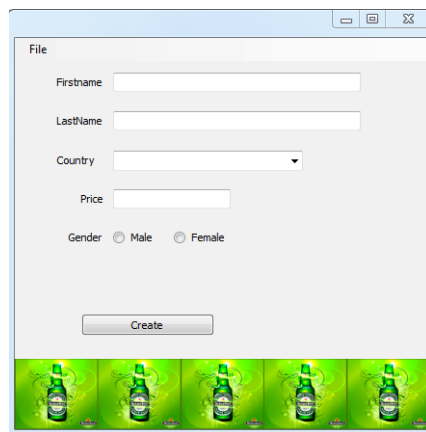 File
Firstname
LastName
Country
Price
Gender Male Female
Create